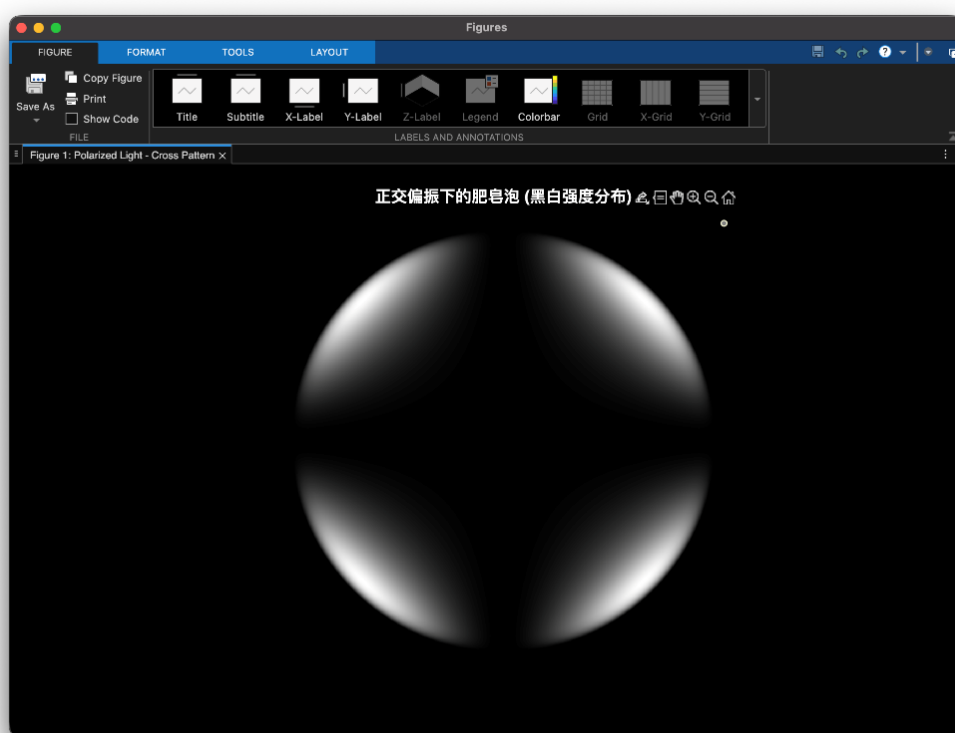 Figures
FIGURE FORMAT TOOLS LAYOUT
Save As
Copy Figure
Print
Show Code
Title Subtitle X-Label Y-Label Z-Label Legend Colorbar Grid X-Grid Y-Grid
FILE LABELS AND ANNOTATIONS
Figure 1: Polarized Light - Cross Pattern
正交偏振下的肥皂泡 (黑白强度分布)